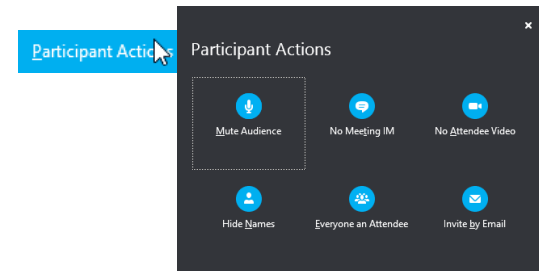 Participant Actions
Participant Actions
Mute Audience
No Meeting IM
No Attendee Video
Hide Names
Everyone an Attendee
Invite by Email